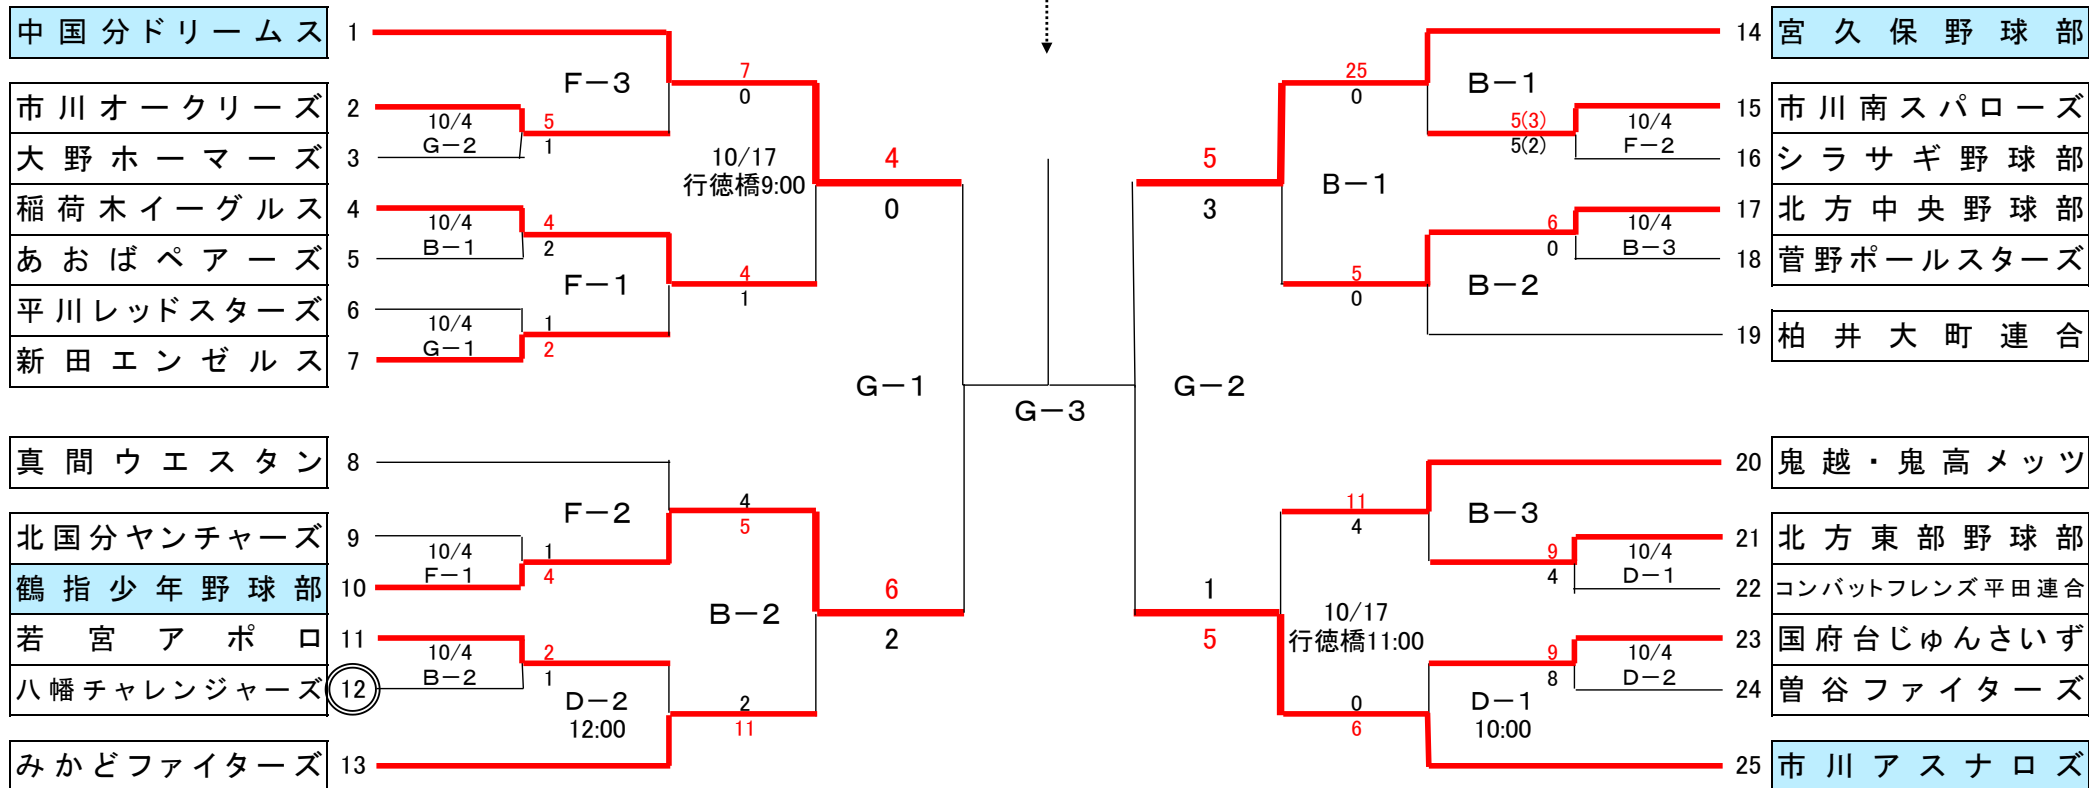 中国分ドリームス 1
市川オークリーズ 2
大野ホーマーズ 3
稲荷木イーグルス 4
あおばペアーズ 5
平川レッドスターズ 6
新田エンゼルス 7
真間ウエスタン 8
北国分ヤンチャーズ 9
鶴指少年野球部 10
若宮アポロ 11
八幡チャレンジャーズ 12
みかどファイターズ 13
10/4
G-2
5
1
10/4
B-1
4
2
10/4
G-1
1
2
10/4
F-1
1
4
10/4
B-2
2
1
F-3
7
0
F-1
4
1
F-2
4
5
D-2
12:00
2
11
10/17
行徳橋9:00
4
0
B-2
6
2
G-1
G-3
G-2
5
3
B-1
1
5
10/17
行徳橋11:00
25
0
B-1
5
0
B-2
11
4
B-3
0
6
D-1
10:00
5(3)
5(2)
10/4
F-2
6
0
10/4
B-3
9
4
10/4
D-1
9
8
10/4
D-2
14 宮久保野球部
15 市川南スパローズ
16 シラサギ野球部
17 北方中央野球部
18 菅野ポールスターズ
19 柏井大町連合
20 鬼越・鬼高メッツ
21 北方東部野球部
22 コンバットフレンズ平田連合
23 国府台じゅんさいず
24 曽谷ファイターズ
25 市川アスナロズ